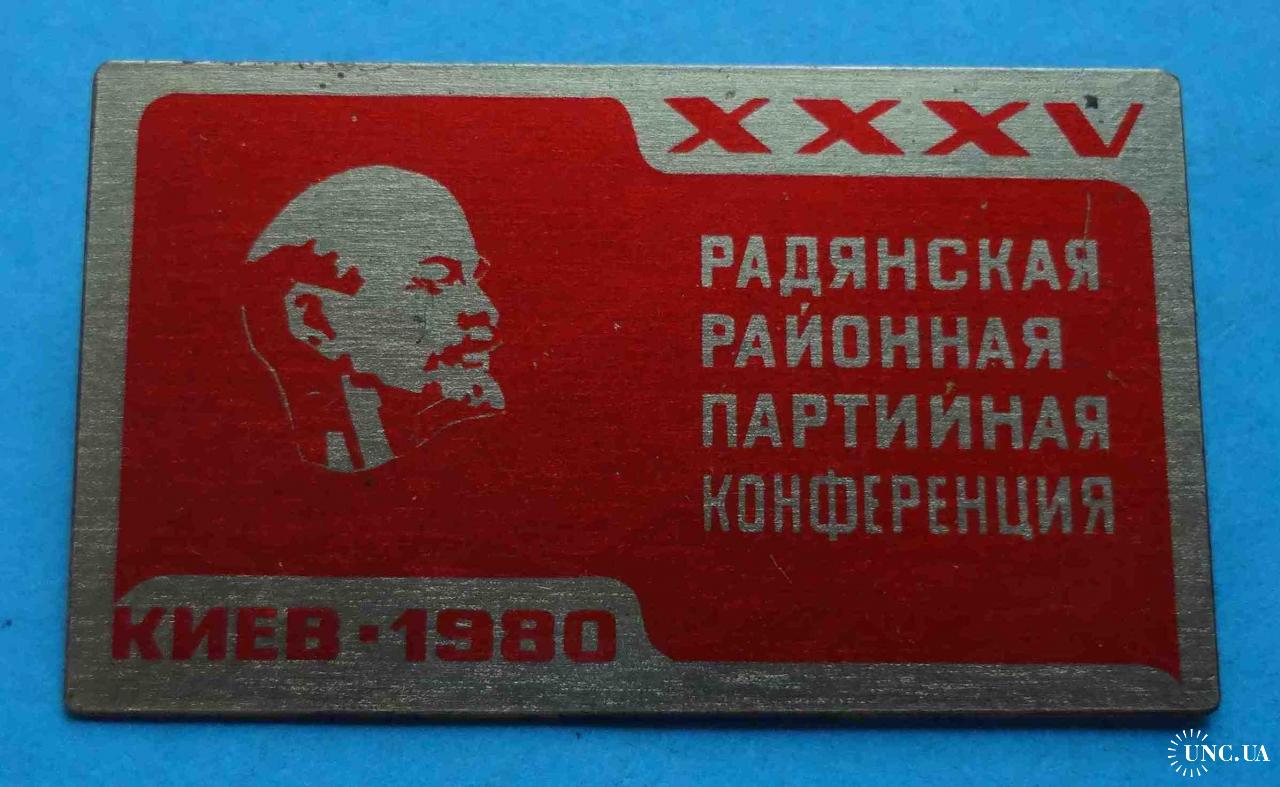 XXXV
РАДЯНСКАЯ
РАЙОННАЯ
ПАРТИЙНАЯ
КОНФЕРЕНЦИЯ
КИЕВ·1980
UNC.UA